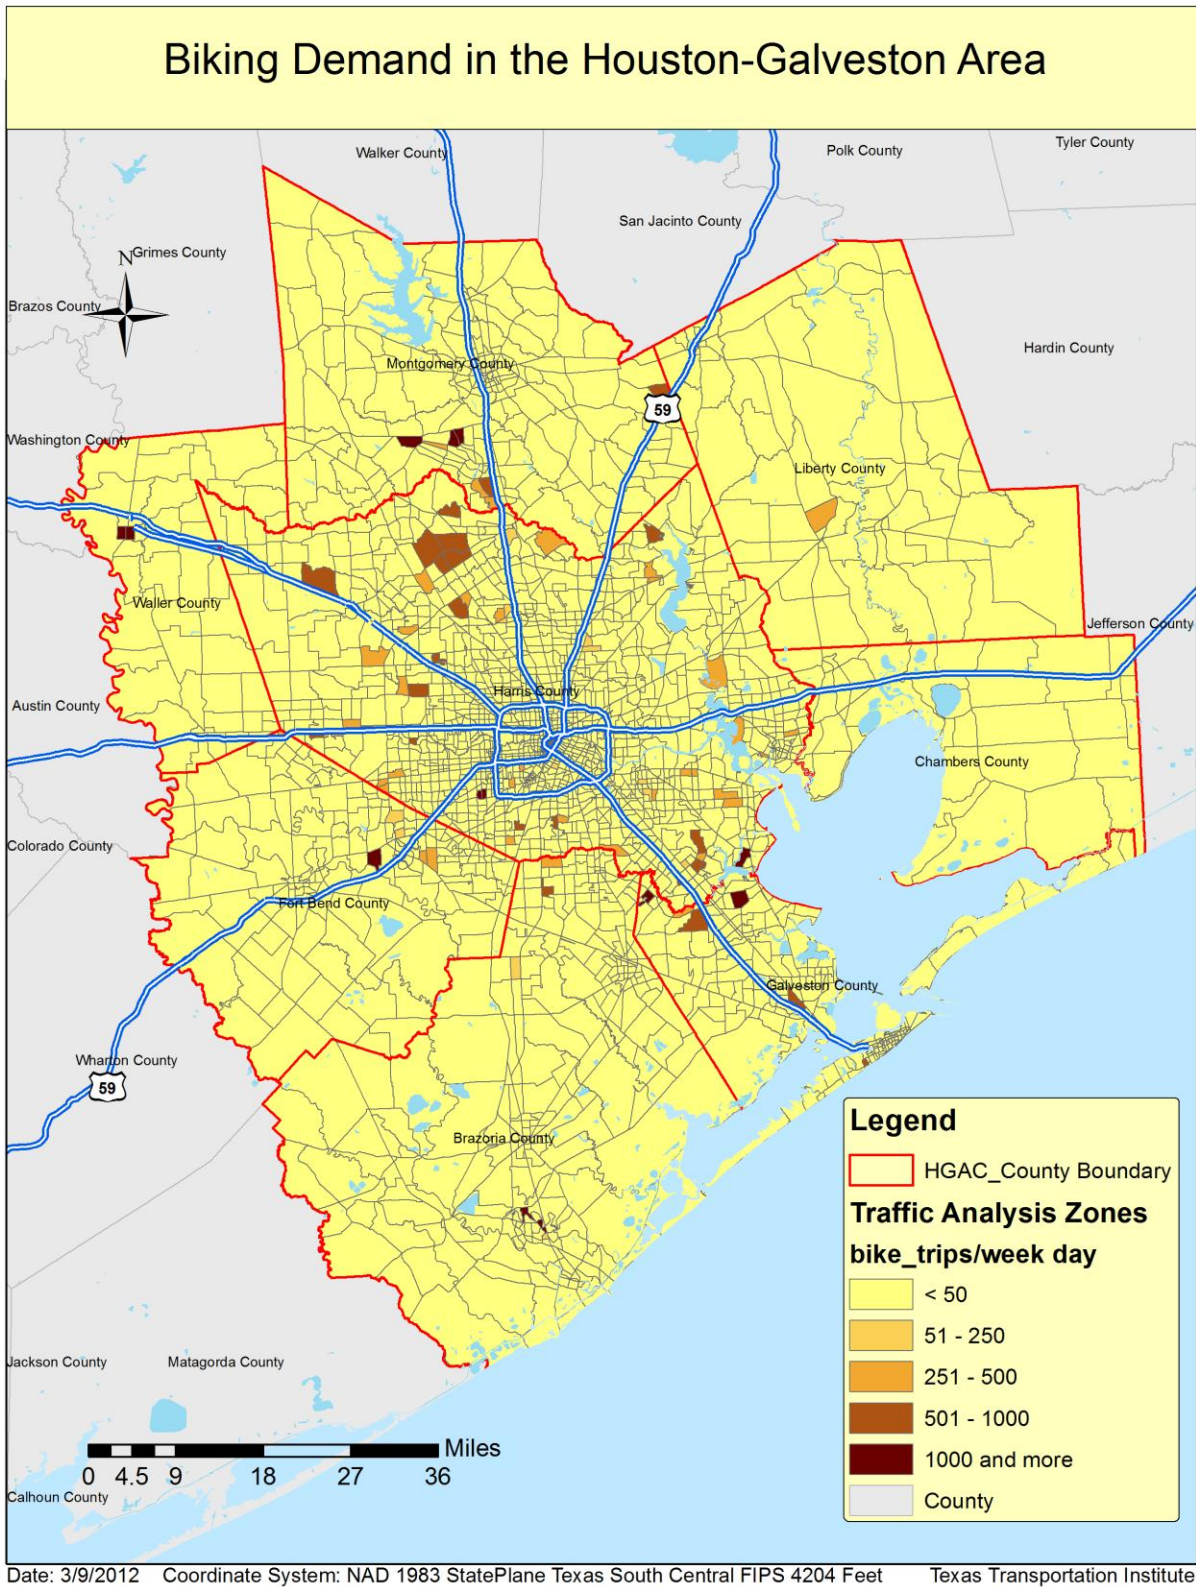 Biking Demand in the Houston-Galveston Area
Walker County
Polk County
Tyler County
San Jacinto County
N
Grimes County
Brazos County
Hardin County
Montgomery County
59
Washington County
Liberty County
Waller County
Jefferson County
Harris County
Austin County
Chambers County
Colorado County
Fort Bend County
Galveston County
Wharton County
59
Brazoria County
Legend
HGAC_County Boundary
Traffic Analysis Zones
bike_trips/week day
< 50
51 - 250
251 - 500
501 - 1000
1000 and more
County
Jackson County
Matagorda County
Miles
0 4.5 9 18 27 36
Calhoun County
Date: 3/9/2012 Coordinate System: NAD 1983 StatePlane Texas South Central FIPS 4204 Feet Texas Transportation Institute